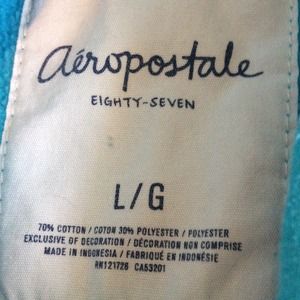 aéropostale
EIGHTY-SEVEN
L/G
70% COTTON / COTON 30% POLYESTER / POLYESTER
EXCLUSIVE OF DECORATION / DÉCORATION NON COMPRISE
MADE IN INDONESIA / FABRIQUÉ EN INDONÉSIE
RN121726 CA53201